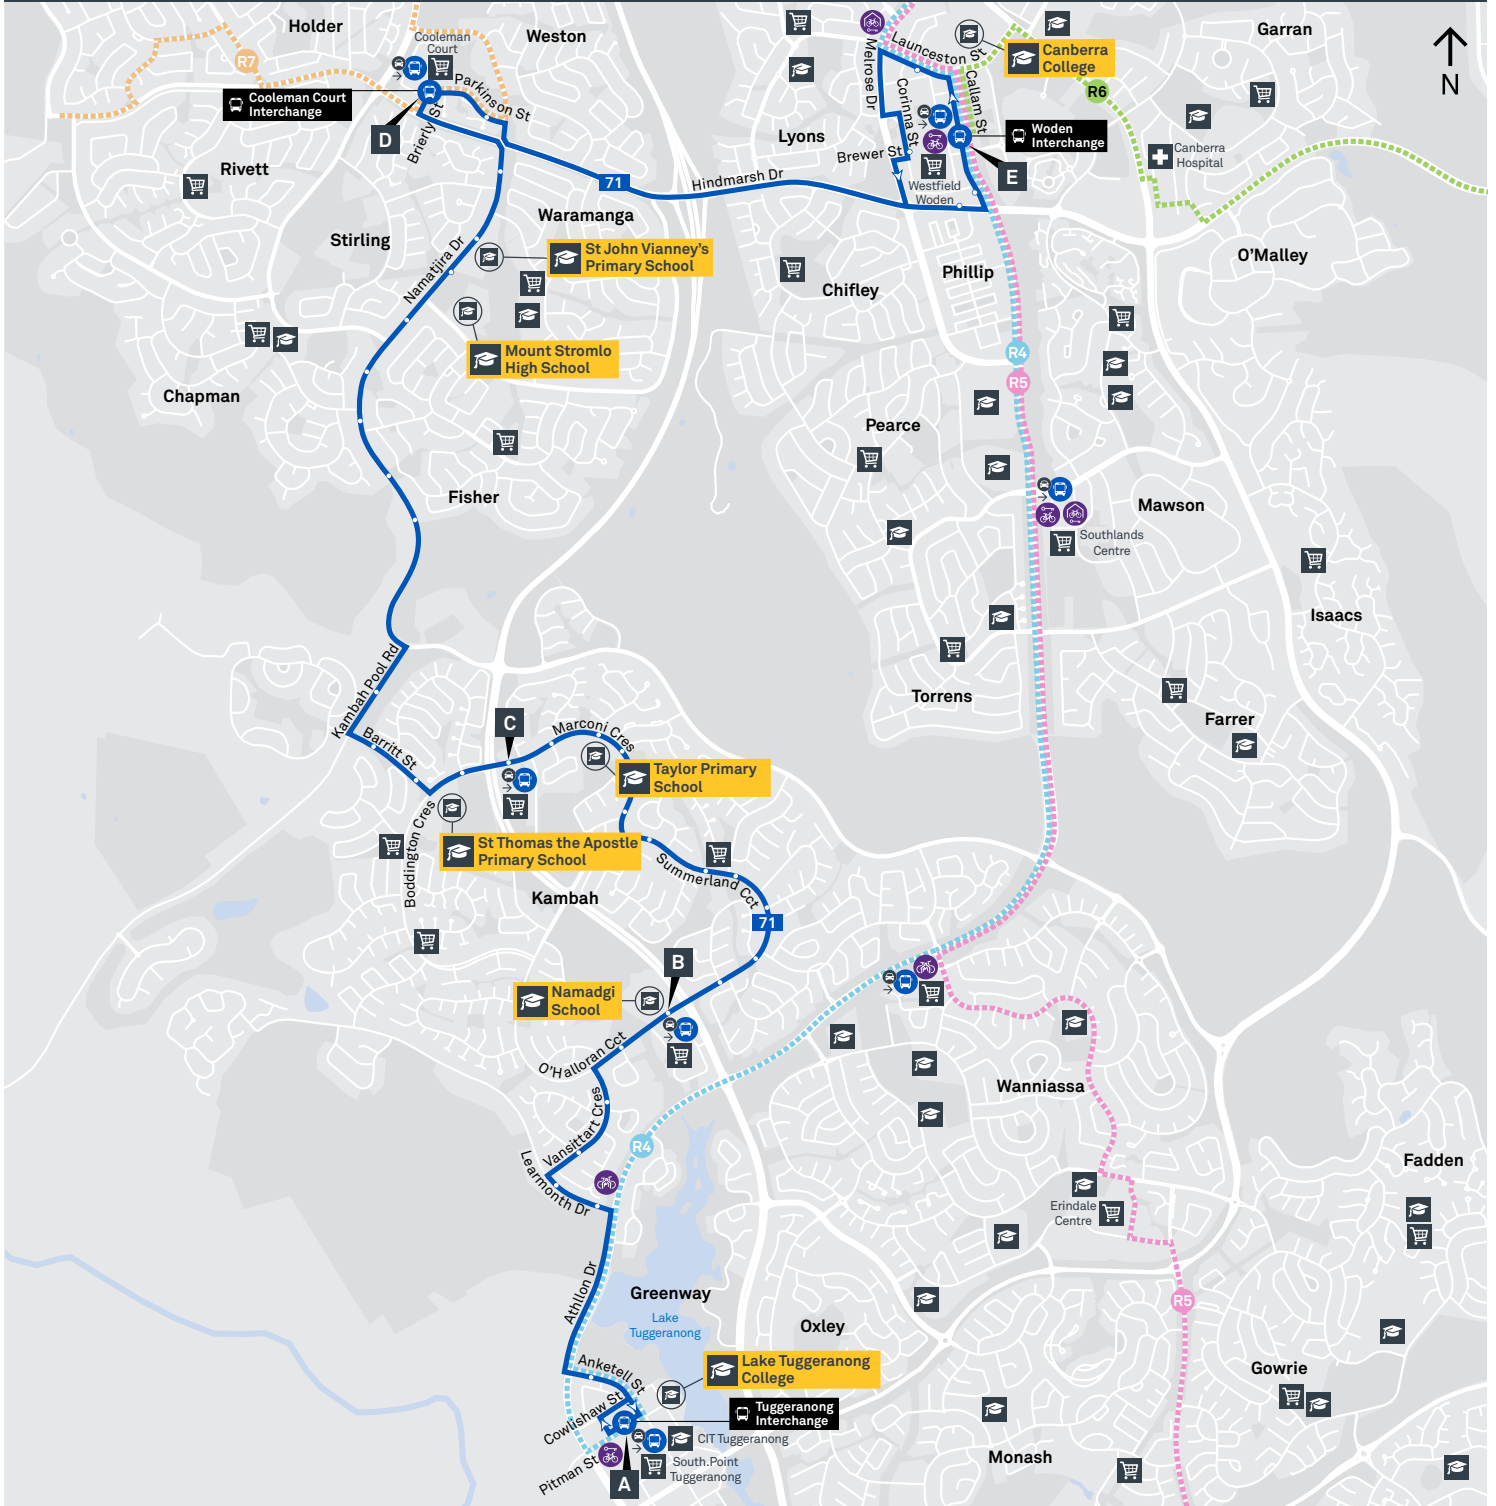 Holder
Weston
Garran
N
R7
Cooleman
Court
Parkinson St
Cooleman Court
Interchange
D
Brierly St
Launceston St
Melrose Dr
Corinna St
Callam St
Canberra
College
R6
Lyons
Brewer St
Woden
Interchange
E
Westfield
Woden
Canberra
Hospital
Rivett
71
Hindmarsh Dr
Waramanga
Stirling
Namatjira Dr
St John Vianney's
Primary School
O'Malley
Phillip
Chifley
Mount Stromlo
High School
R4
R5
Chapman
Pearce
Fisher
Mawson
Southlands
Centre
Isaacs
Kambah Pool Rd
Torrens
Farrer
C
Marconi Cres
Barritt St
Taylor Primary
School
Boddington Cres
St Thomas the Apostle
Primary School
Summerland Cct
Kambah
71
B
Namadgi
School
O'Halloran Cct
Wanniassa
Vansittart Cres
R4
Learmonth Dr
Fadden
Erindale
Centre
Athllon Dr
Greenway
Lake
Tuggeranong
R5
Oxley
Anketell St
Lake Tuggeranong
College
Gowrie
Cowlishaw St
Tuggeranong
Interchange
CIT Tuggeranong
South.Point
Tuggeranong
Pitman St
A
Monash